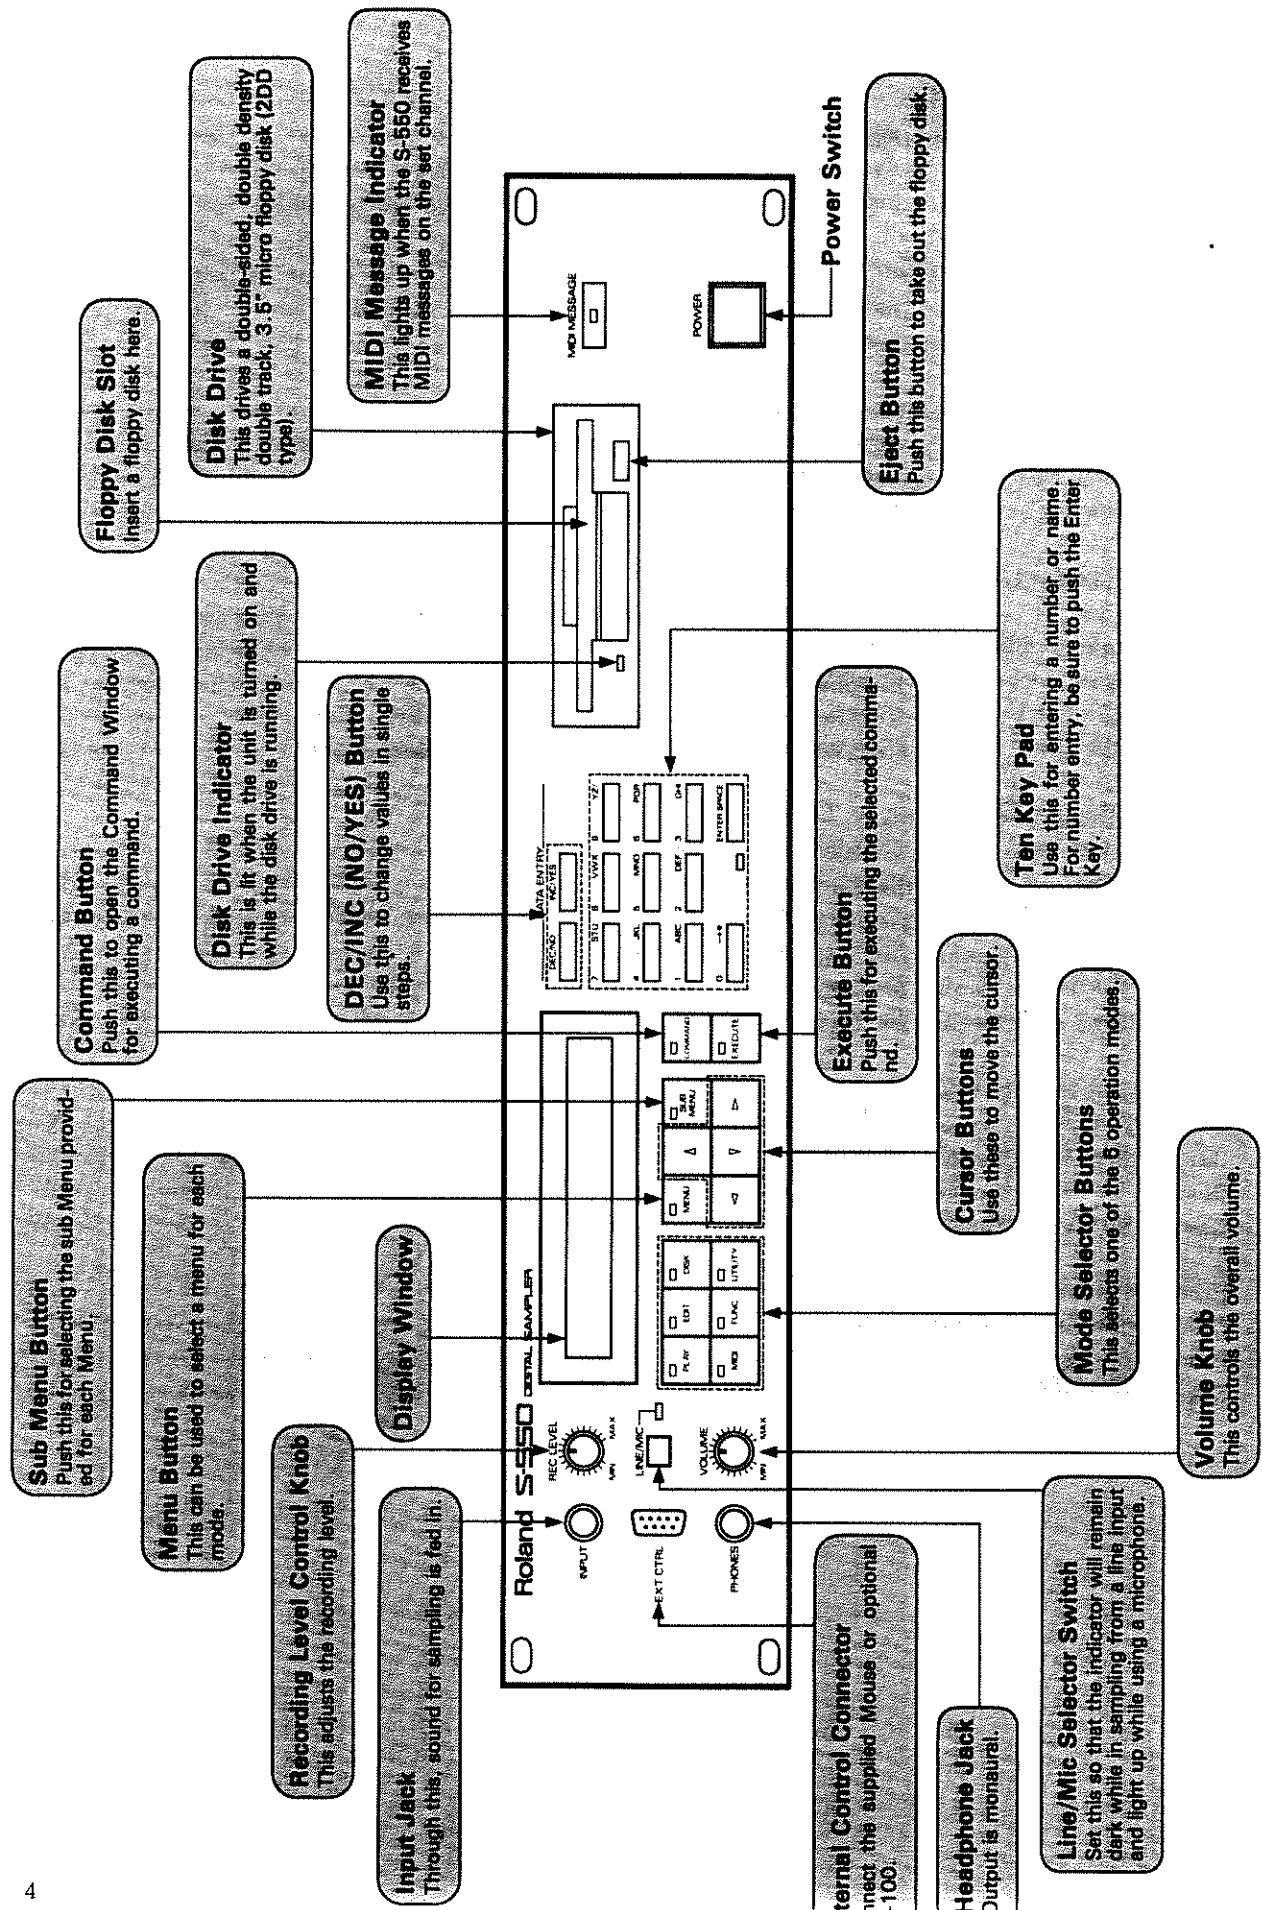 4
Sub Menu Button
Push this for selecting the sub Menu provid-
ed for each Menu.
Command Button
Push this to open the Command Window
for executing a command.
Floppy Disk Slot
Insert a floppy disk here.
Menu Button
This can be used to select a menu for each
mode.
Disk Drive Indicator
This is lit when the unit is turned on and
while the disk drive is running.
Disk Drive
This drives a double-sided, double density
double track, 3.5" micro floppy disk (2DD
type).
Recording Level Control Knob
This adjusts the recording level.
Display Window
DEC/INC (NO/YES) Button
Use this to change values in single
steps.
MIDI Message Indicator
This lights up when the S-550 receives
MIDI messages on the set channel.
Input Jack
Through this, sound for sampling is fed in.
Roland S-550 DIGITAL SAMPLER
INPUT
REC LEVEL
MIN MAX
EXT CTRL
LINE/MIC
PHONES
VOLUME
MIN MAX
PLAY EDIT DISK
MIDI FUNC UTILITY
MENU △ SUB MENU
COMMAND
EXECUTE
DATA ENTRY
DEC/NO INC/YES
7 STU 8 VWX 9 YZ
4 JKL 5 MNO 6 PQR
1 ABC 2 DEF 3 GHI
0 ENTER SPACE
MIDI MESSAGE
POWER
Power Switch
ternal Control Connector
nnect the supplied Mouse or optional
-100.
Execute Button
Push this for executing the selected comma-
nd.
Eject Button
Push this button to take out the floppy disk.
Headphone Jack
Output is monaural.
Cursor Buttons
Use these to move the cursor.
Ten Key Pad
Use this for entering a number or name.
For number entry, be sure to push the Enter
Key.
Line/Mic Selector Switch
Set this so that the indicator will remain
dark while in sampling from a line input
and light up while using a microphone.
Mode Selector Buttons
This selects one of the 6 operation modes.
Volume Knob
This controls the overall volume.